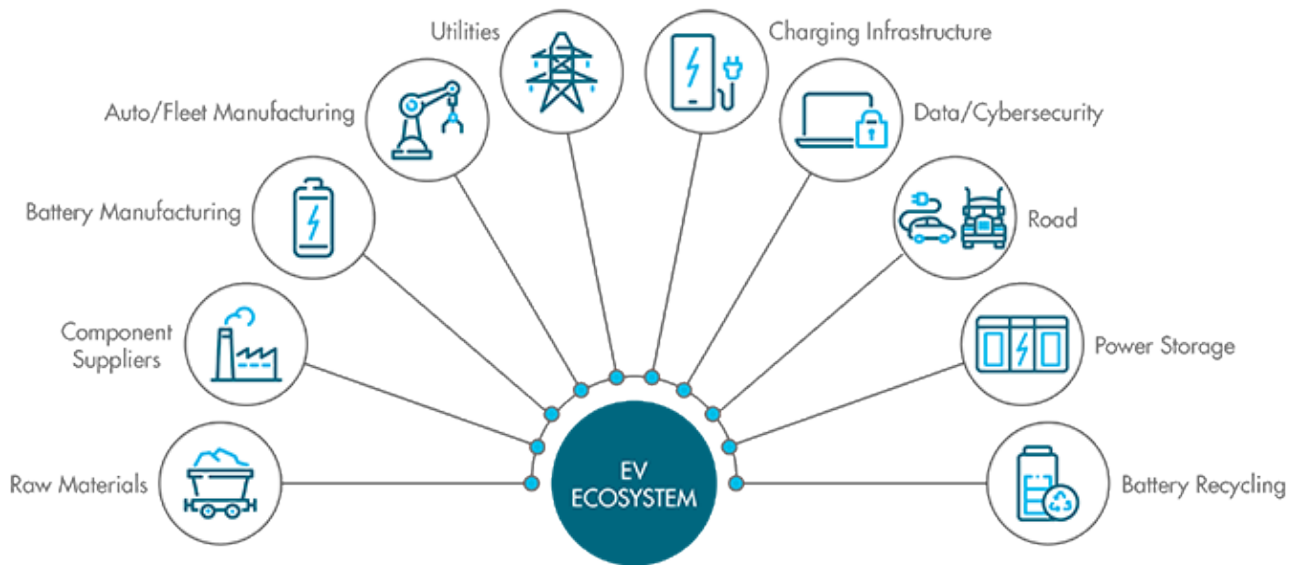 Utilities
Charging Infrastructure
Auto/Fleet Manufacturing
Data/Cybersecurity
Battery Manufacturing
Road
Component
Suppliers
Power Storage
EV
ECOSYSTEM
Raw Materials
Battery Recycling